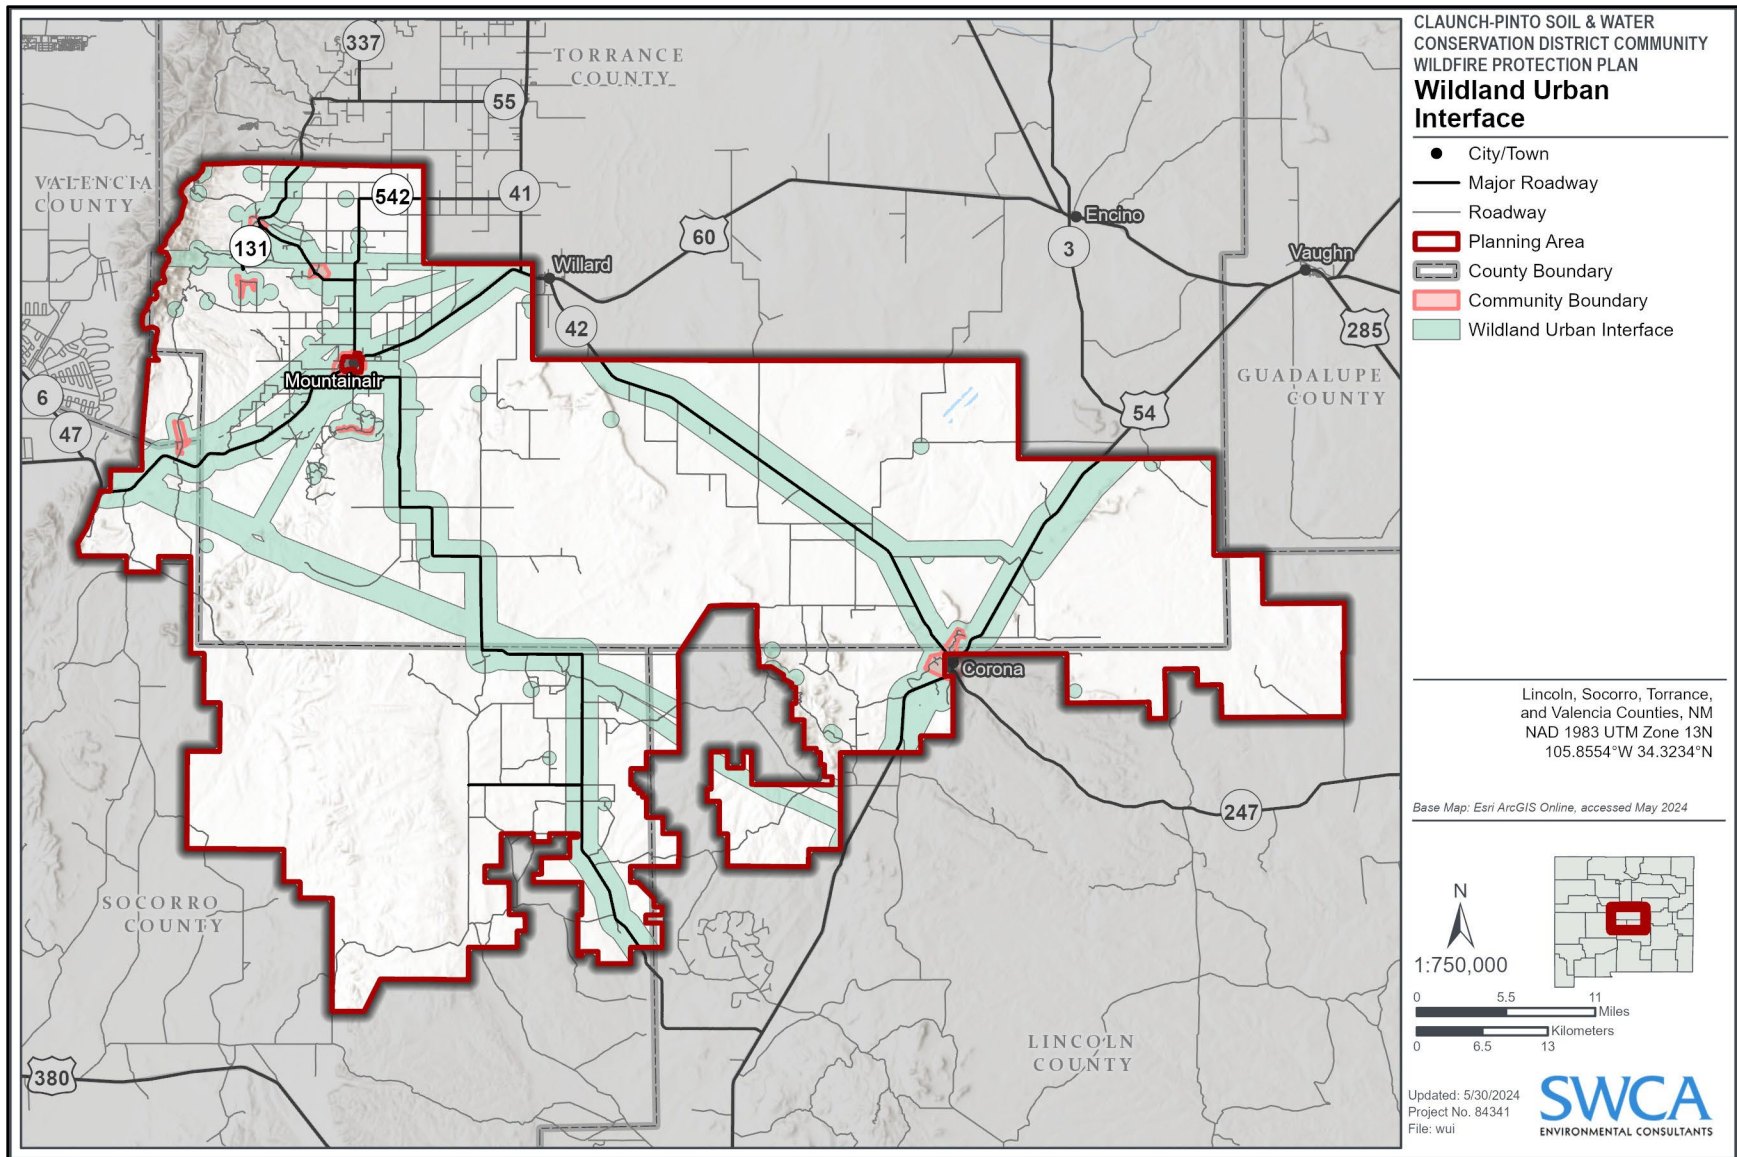 CLAUNCH-PINTO SOIL & WATER
CONSERVATION DISTRICT COMMUNITY
WILDFIRE PROTECTION PLAN
Wildland Urban
Interface
City/Town
Major Roadway
Roadway
Planning Area
County Boundary
Community Boundary
Wildland Urban Interface
337
TORRANCE
COUNTY
55
VALENCIA
COUNTY
542
41
131
60
Encino
3
Willard
Vaughn
42
285
Mountainair
GUADALUPE
COUNTY
6
54
47
Corona
247
SOCORRO
COUNTY
LINCOLN
COUNTY
380
Lincoln, Socorro, Torrance,
and Valencia Counties, NM
NAD 1983 UTM Zone 13N
105.8554°W 34.3234°N
Base Map: Esri ArcGIS Online, accessed May 2024
N
1:750,000
0 5.5 11
Miles
Kilometers
0 6.5 13
Updated: 5/30/2024
Project No. 84341
File: wui
SWCA
ENVIRONMENTAL CONSULTANTS